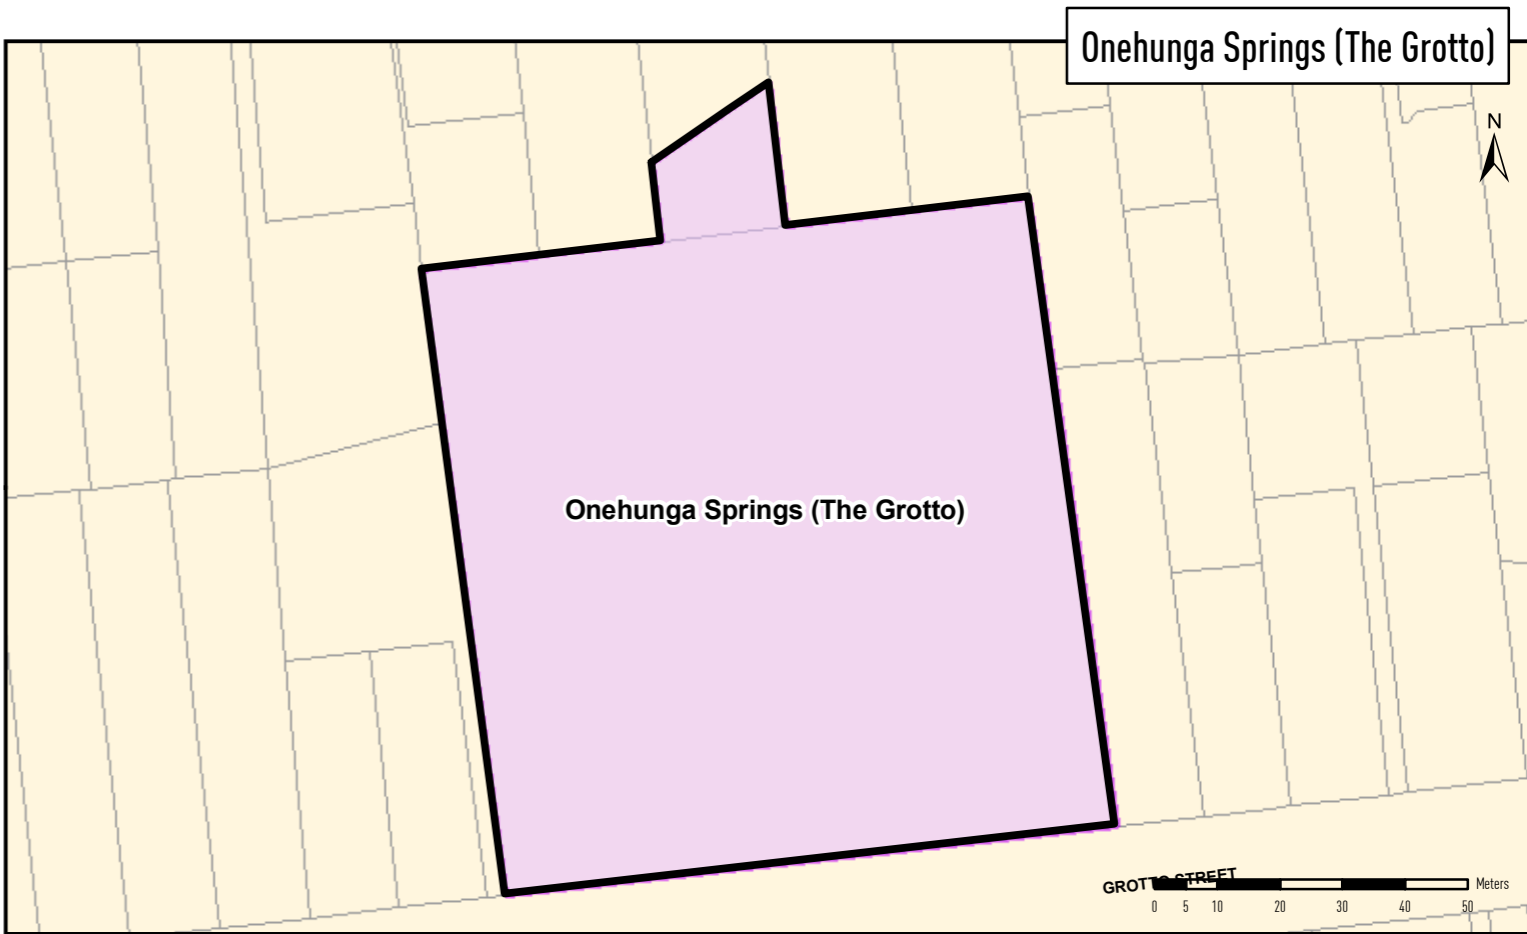 Onehunga Springs (The Grotto)
N
Onehunga Springs (The Grotto)
GROTTO STREET
Meters
0 5 10 20 30 40 50